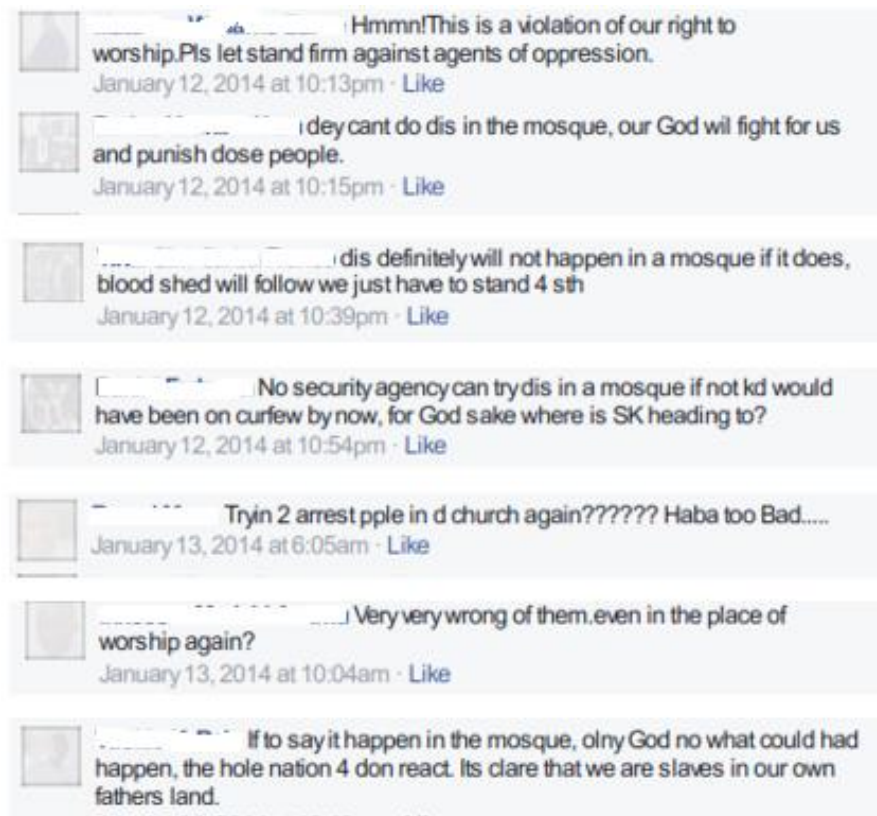 Hmmn!This is a violation of our right to
worship.Pls let stand firm against agents of oppression.
January 12, 2014 at 10:13pm · Like
dey cant do dis in the mosque, our God wil fight for us
and punish dose people.
January 12, 2014 at 10:15pm · Like
dis definitely will not happen in a mosque if it does,
blood shed will follow we just have to stand 4 sth
January 12, 2014 at 10:39pm · Like
No security agency can try dis in a mosque if not kd would
have been on curfew by now, for God sake where is SK heading to?
January 12, 2014 at 10:54pm · Like
Tryin 2 arrest pple in d church again?????? Haba too Bad.....
January 13, 2014 at 6:05am · Like
Very very wrong of them.even in the place of
worship again?
January 13, 2014 at 10:04am · Like
If to say it happen in the mosque, olny God no what could had
happen, the hole nation 4 don react. Its clare that we are slaves in our own
fathers land.